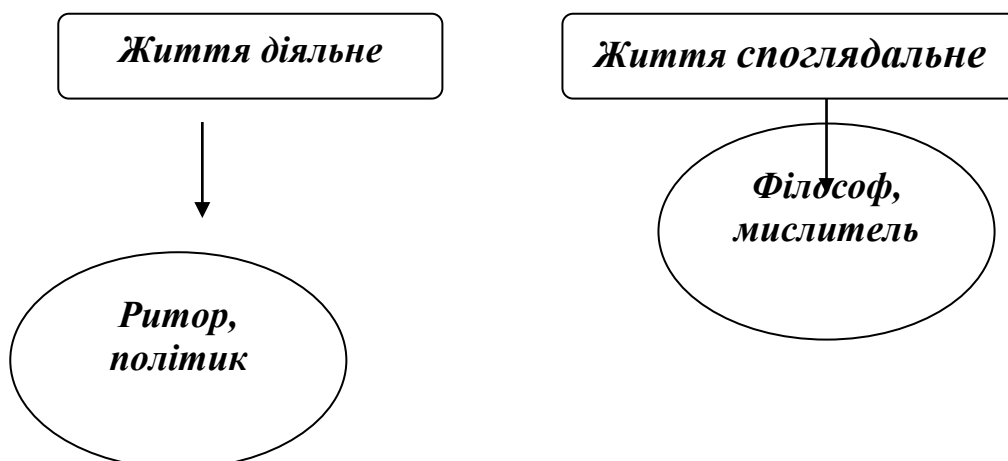 Життя діяльне
Життя споглядальне
Філософ,
мислитель
Ритор,
політик